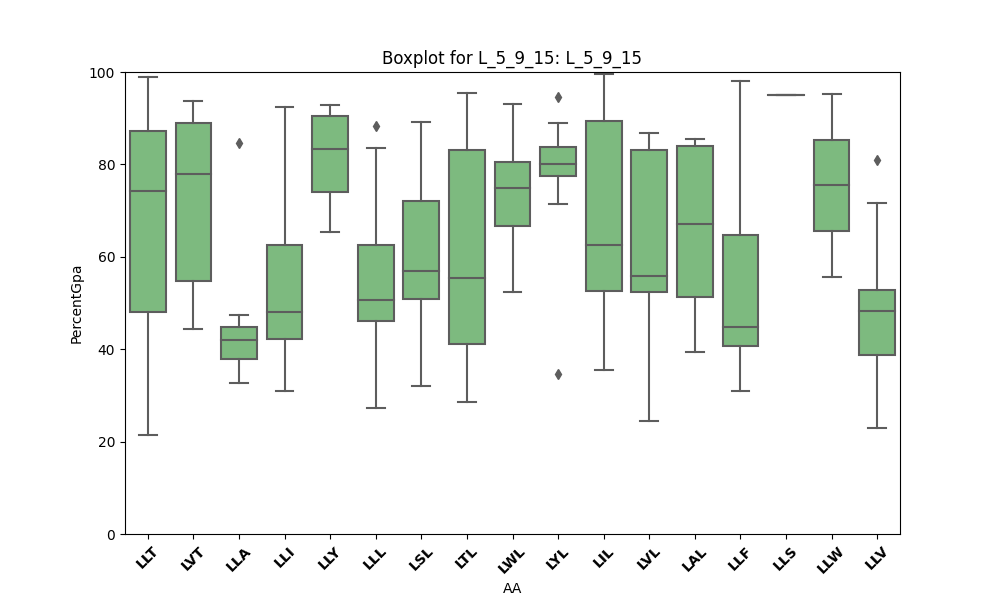 Boxplot for L_5_9_15: L_5_9_15
100
80
60
40
20
0
PercentGpa
LLT LVT LLA LLI LLY LLL LSL LTL LWL LYL LIL LVL LAL LLF LLS LLW LLV
AA